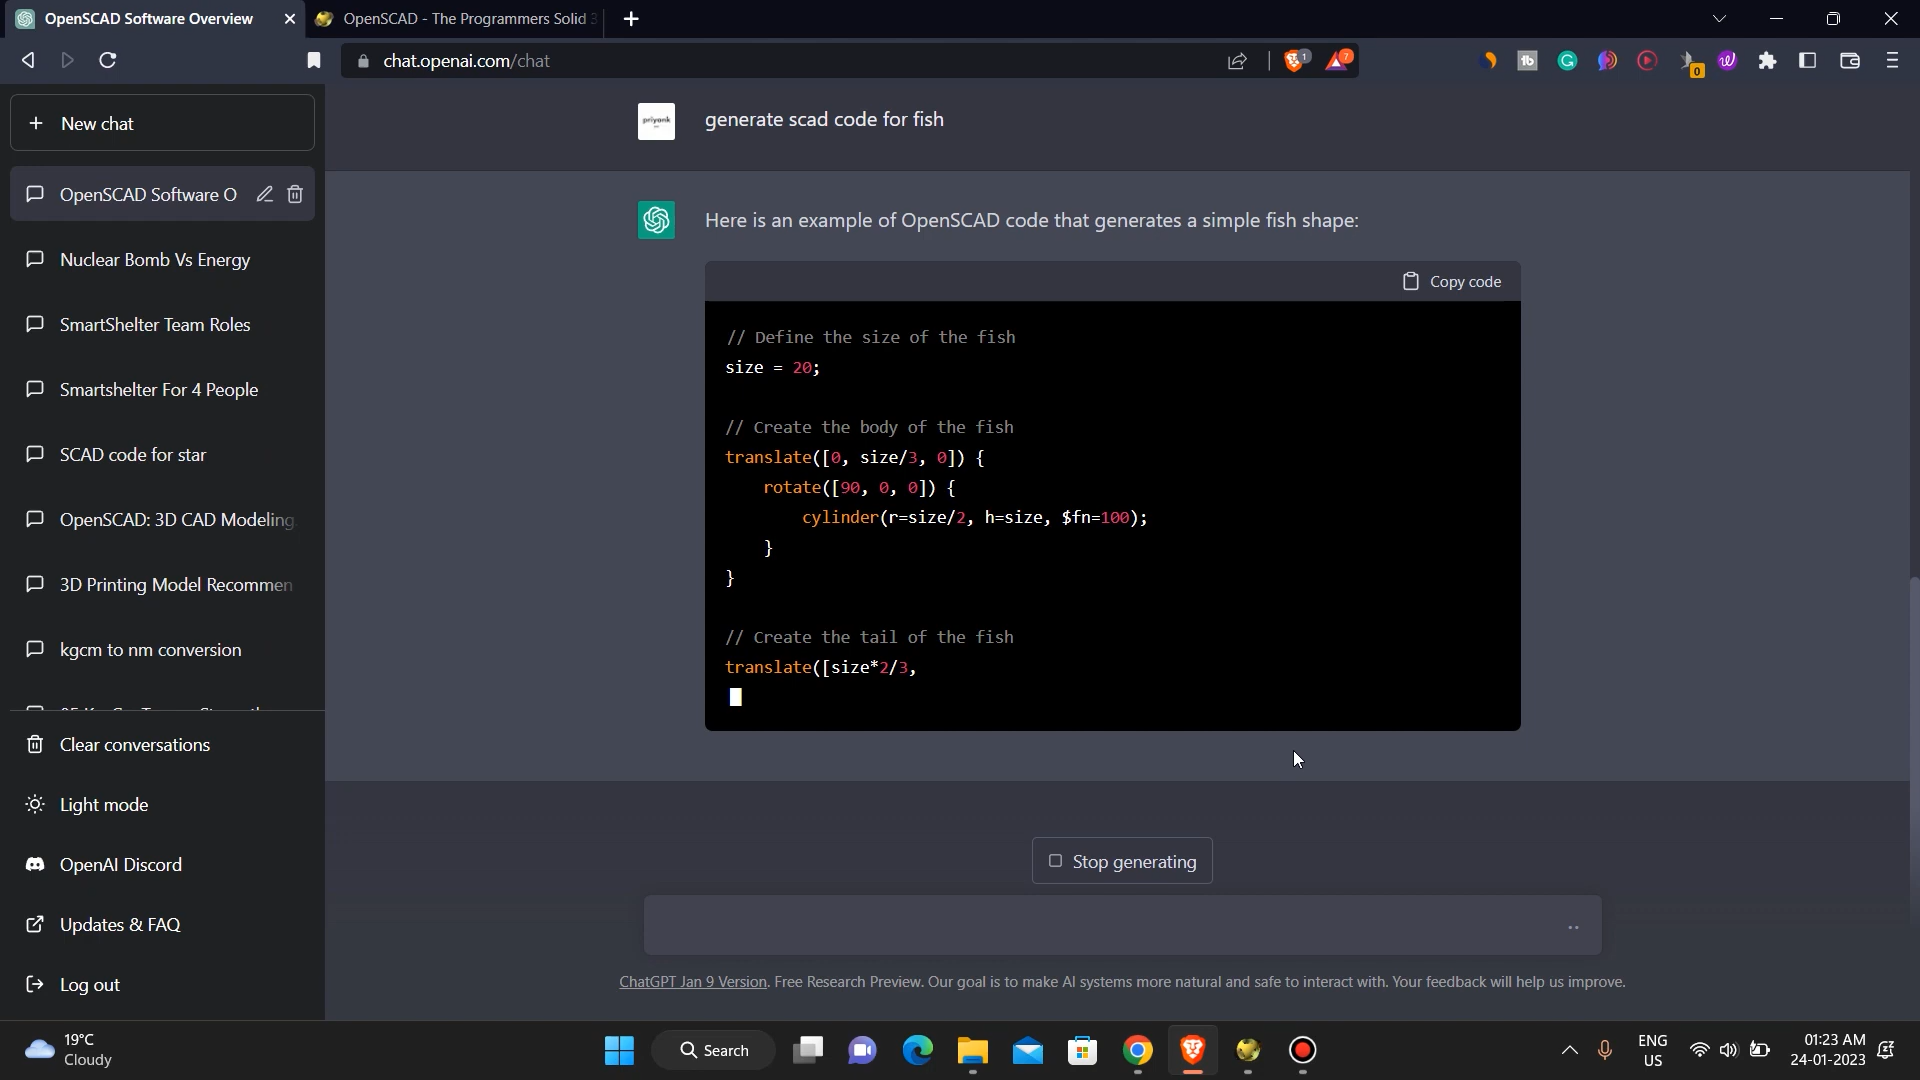 OpenSCAD Software Overview
OpenSCAD - The Programmers Solid 3
chat.openai.com/chat
1
7
0
New chat
OpenSCAD Software O
Nuclear Bomb Vs Energy
SmartShelter Team Roles
Smartshelter For 4 People
SCAD code for star
OpenSCAD: 3D CAD Modeling
3D Printing Model Recommen
kgcm to nm conversion
Clear conversations
Light mode
OpenAI Discord
Updates & FAQ
Log out
priyank
generate scad code for fish
Here is an example of OpenSCAD code that generates a simple fish shape:
Copy code
// Define the size of the fish
size = 20;
// Create the body of the fish
translate([0, size/3, 0]) {
rotate([90, 0, 0]) {
cylinder(r=size/2, h=size, $fn=100);
}
}
// Create the tail of the fish
translate([size*2/3,
Stop generating
ChatGPT Jan 9 Version. Free Research Preview. Our goal is to make AI systems more natural and safe to interact with. Your feedback will help us improve.
19°C
Cloudy
Search
ENG
US
01:23 AM
24-01-2023